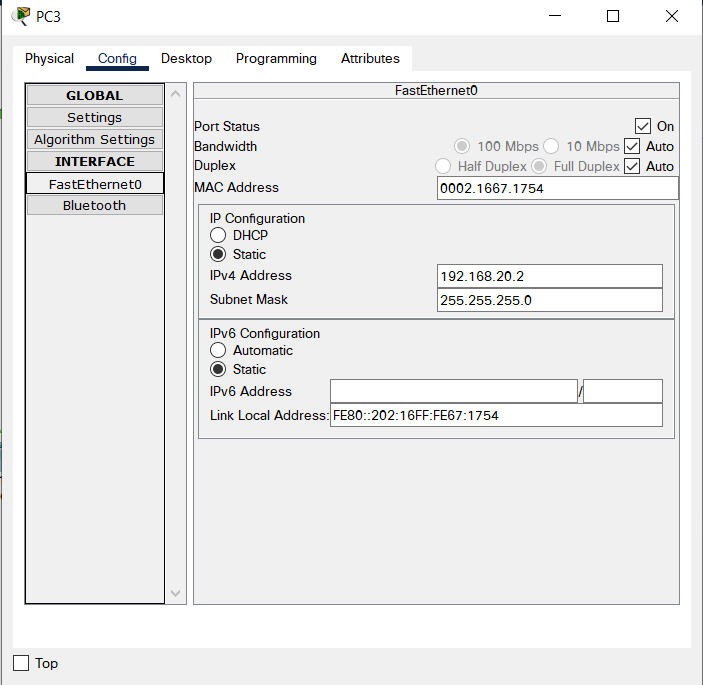 PC3
Physical Config Desktop Programming Attributes
GLOBAL
Settings
Algorithm Settings
INTERFACE
FastEthernet0
Bluetooth
FastEthernet0
Port Status On
Bandwidth 100 Mbps 10 Mbps Auto
Duplex Half Duplex Full Duplex Auto
MAC Address 0002.1667.1754
IP Configuration
DHCP
Static
IPv4 Address 192.168.20.2
Subnet Mask 255.255.255.0
IPv6 Configuration
Automatic
Static
IPv6 Address /
Link Local Address: FE80::202:16FF:FE67:1754
Top